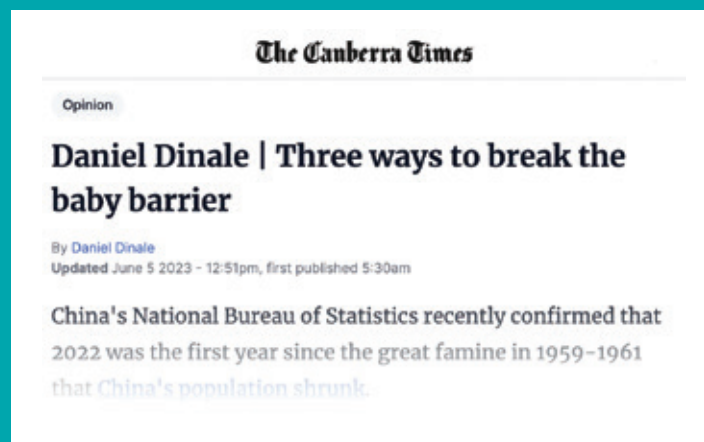 The Canberra Times
Opinion
Daniel Dinale | Three ways to break the
baby barrier
By Daniel Dinale
Updated June 5 2023 - 12:51pm, first published 5:30am
China's National Bureau of Statistics recently confirmed that
2022 was the first year since the great famine in 1959-1961
that China's population shrunk.